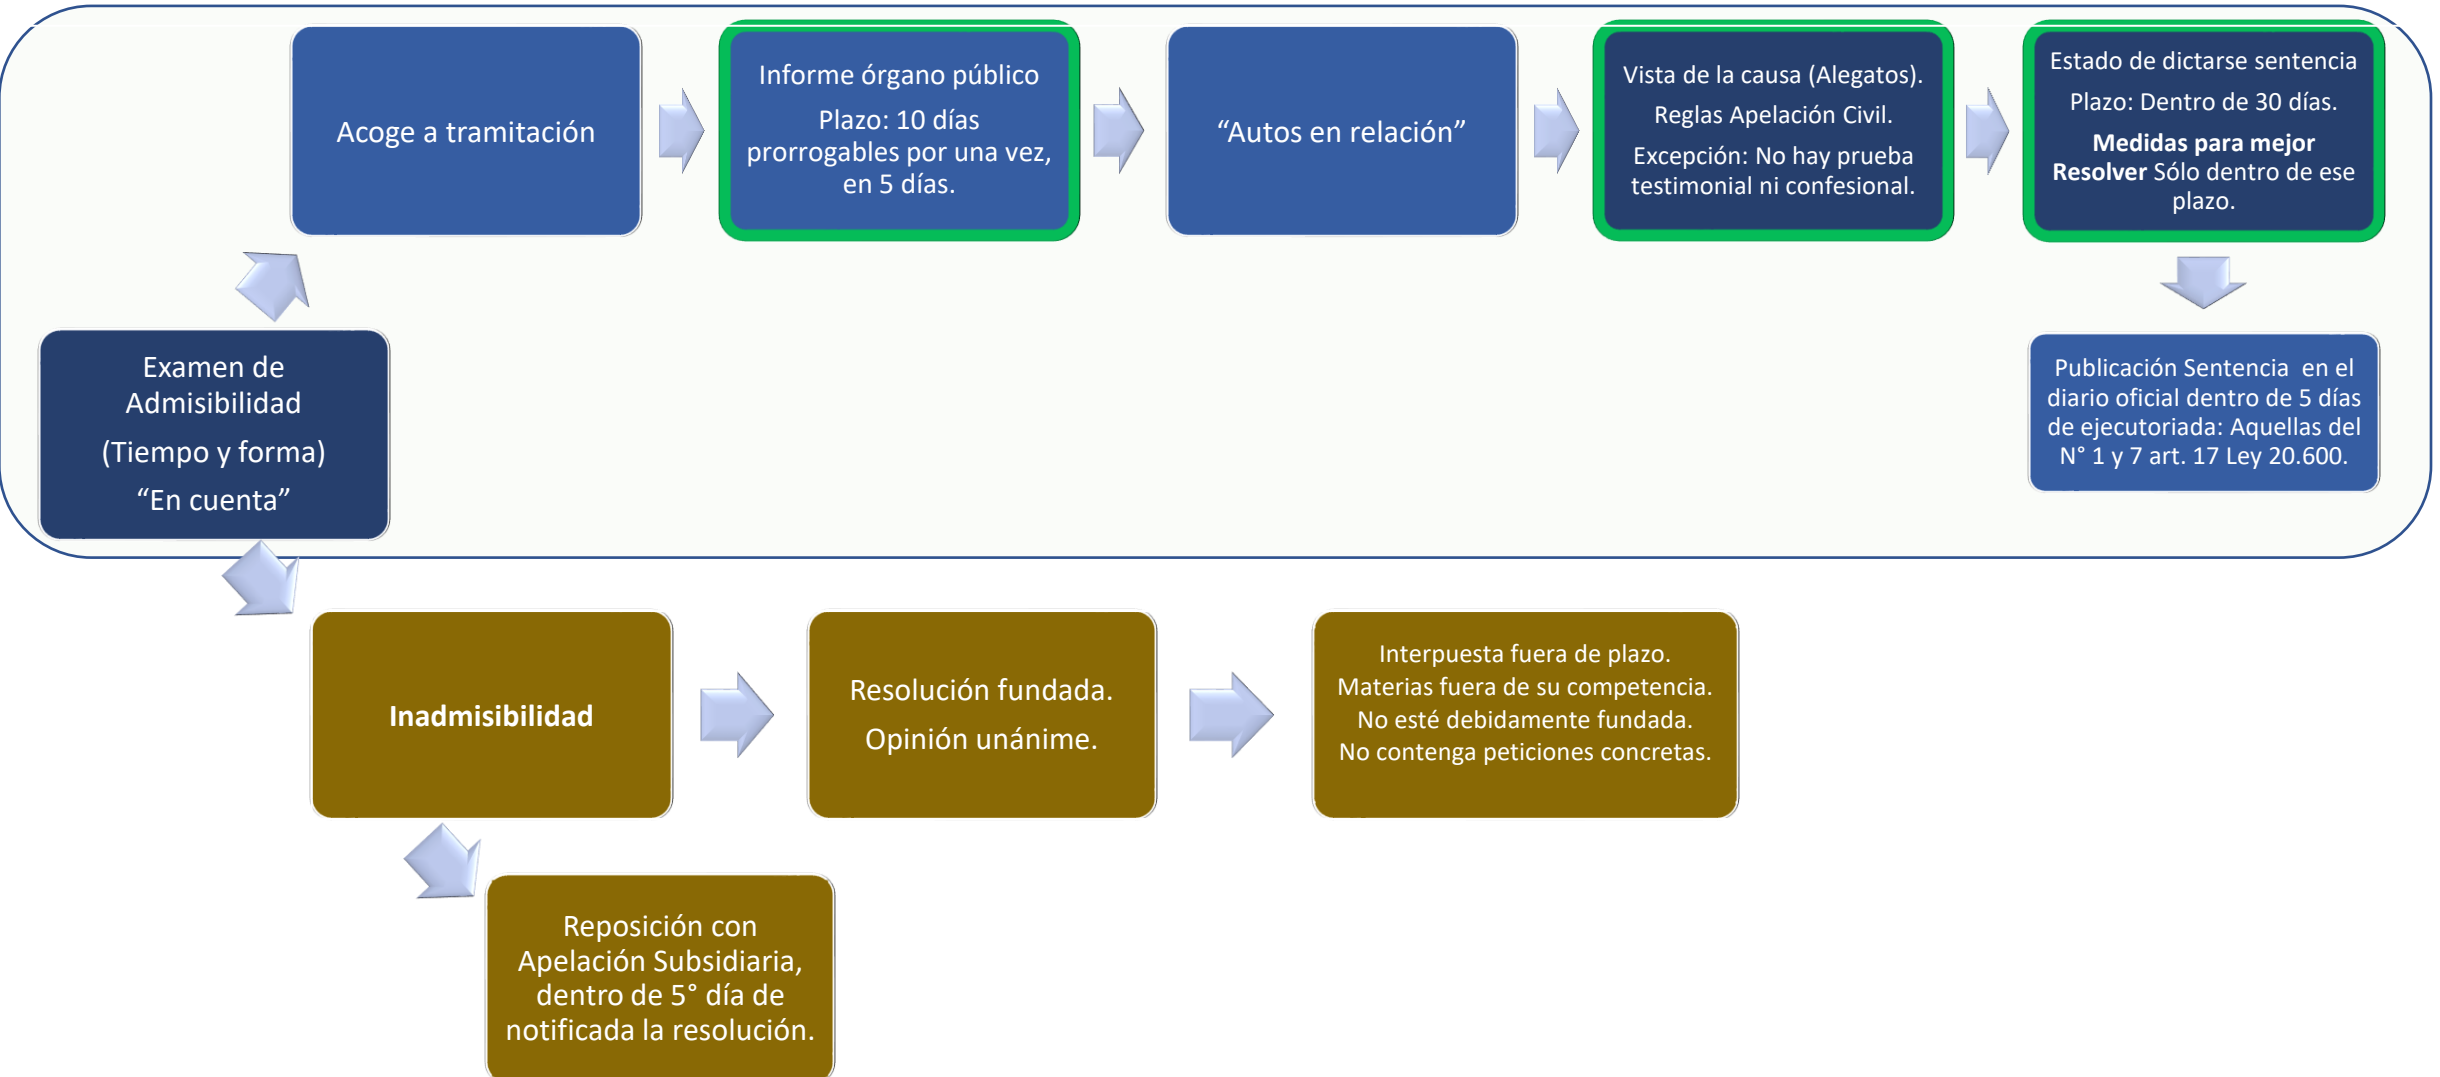 Acoge a tramitación
Informe órgano público
Plazo: 10 días
prorrogables por una vez,
en 5 días.
“Autos en relación”
Vista de la causa (Alegatos).
Reglas Apelación Civil.
Excepción: No hay prueba
testimonial ni confesional.
Estado de dictarse sentencia
Plazo: Dentro de 30 días.
Medidas para mejor
Resolver Sólo dentro de ese
plazo.
Examen de
Admisibilidad
(Tiempo y forma)
“En cuenta”
Publicación Sentencia en el
diario oficial dentro de 5 días
de ejecutoriada: Aquellas del
N° 1 y 7 art. 17 Ley 20.600.
Inadmisibilidad
Resolución fundada.
Opinión unánime.
Interpuesta fuera de plazo.
Materias fuera de su competencia.
No esté debidamente fundada.
No contenga peticiones concretas.
Reposición con
Apelación Subsidiaria,
dentro de 5° día de
notificada la resolución.